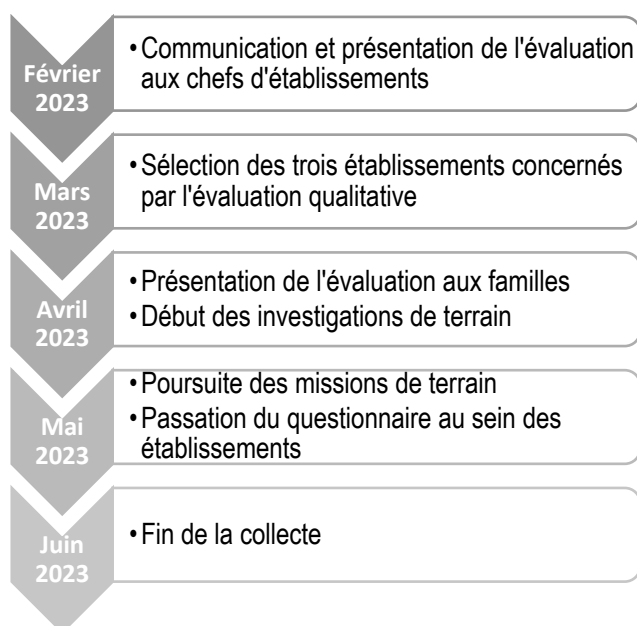 Février
2023
• Communication et présentation de l'évaluation
aux chefs d'établissements
Mars
2023
• Sélection des trois établissements concernés
par l'évaluation qualitative
Avril
2023
• Présentation de l'évaluation aux familles
• Début des investigations de terrain
Mai
2023
• Poursuite des missions de terrain
• Passation du questionnaire au sein des
établissements
Juin
2023
• Fin de la collecte